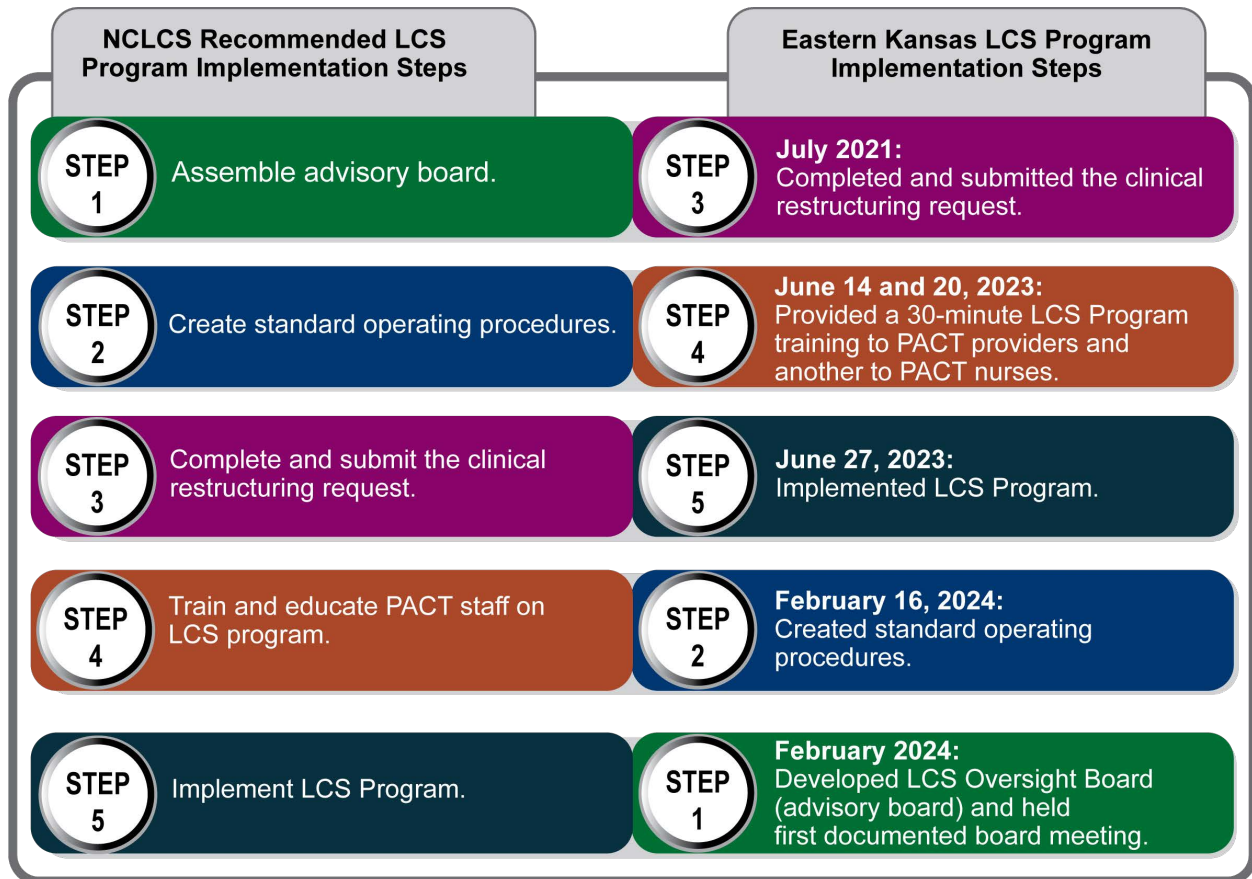 NCLCS Recommended LCS
Program Implementation Steps
Eastern Kansas LCS Program
Implementation Steps
STEP
1
Assemble advisory board.
STEP
3
July 2021:
Completed and submitted the clinical
restructuring request.
STEP
2
Create standard operating procedures.
STEP
4
June 14 and 20, 2023:
Provided a 30-minute LCS Program
training to PACT providers and
another to PACT nurses.
STEP
3
Complete and submit the clinical
restructuring request.
STEP
5
June 27, 2023:
Implemented LCS Program.
STEP
4
Train and educate PACT staff on
LCS program.
STEP
2
February 16, 2024:
Created standard operating
procedures.
STEP
5
Implement LCS Program.
STEP
1
February 2024:
Developed LCS Oversight Board
(advisory board) and held
first documented board meeting.